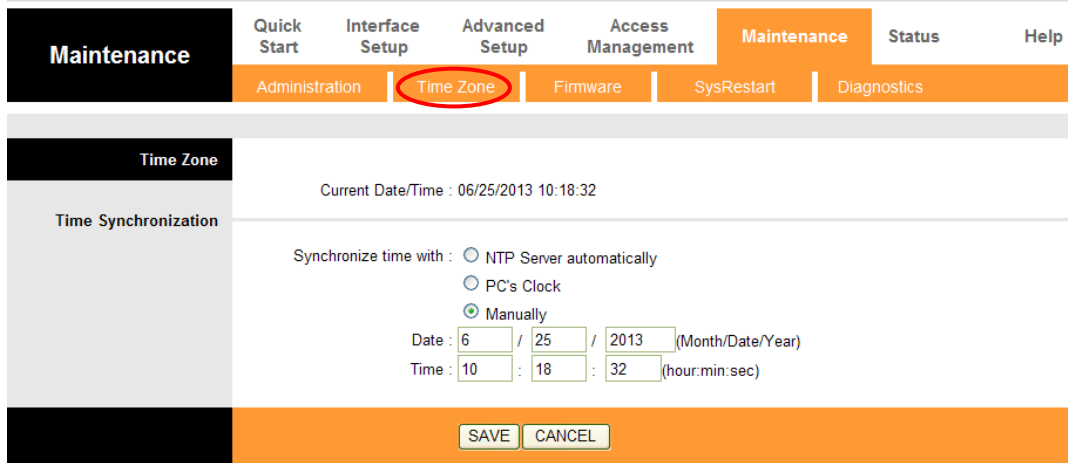 Maintenance
Quick Start
Interface Setup
Advanced Setup
Access Management
Maintenance
Status
Help
Administration
Time Zone
Firmware
SysRestart
Diagnostics
Time Zone
Current Date/Time : 06/25/2013 10:18:32
Time Synchronization
Synchronize time with : NTP Server automatically
PC's Clock
Manually
Date : 6 / 25 / 2013 (Month/Date/Year)
Time : 10 : 18 : 32 (hour:min:sec)
SAVE CANCEL